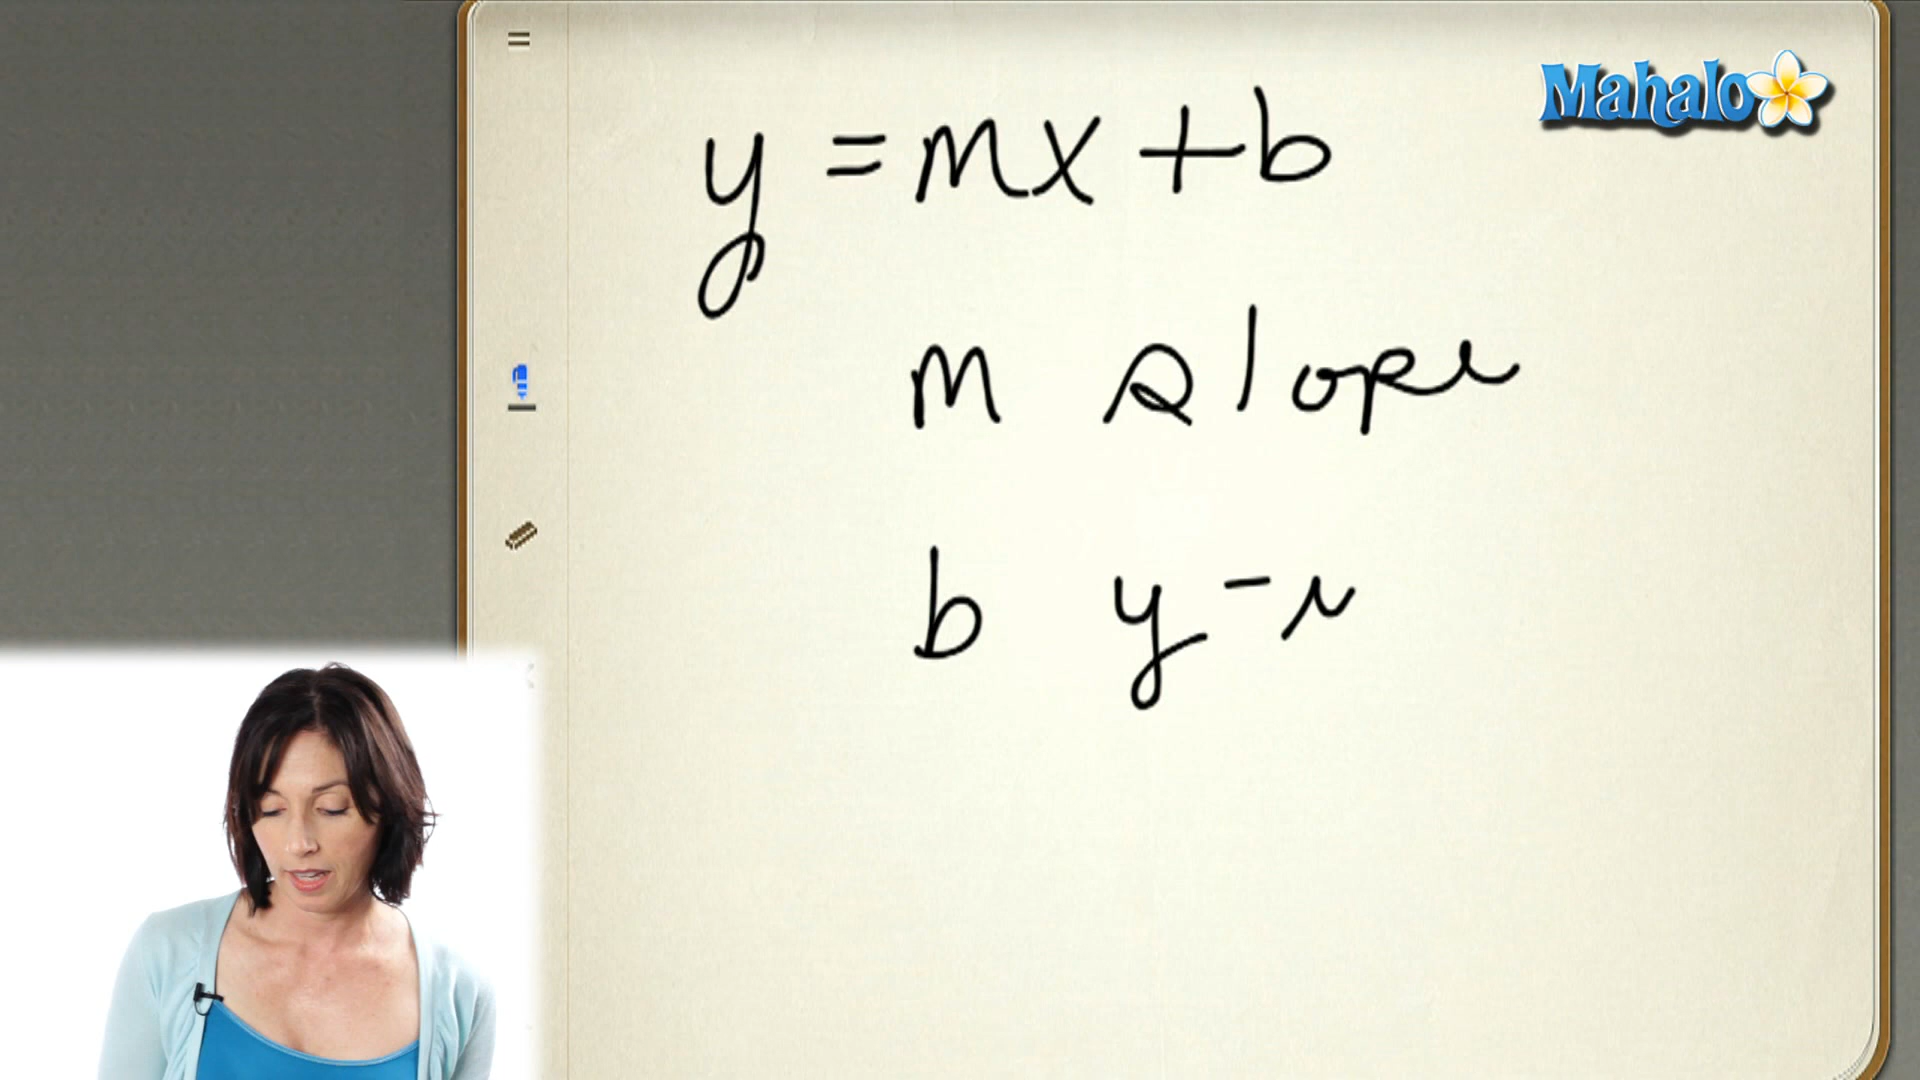 Mahalo
y = mx + b
m slope
b y-i